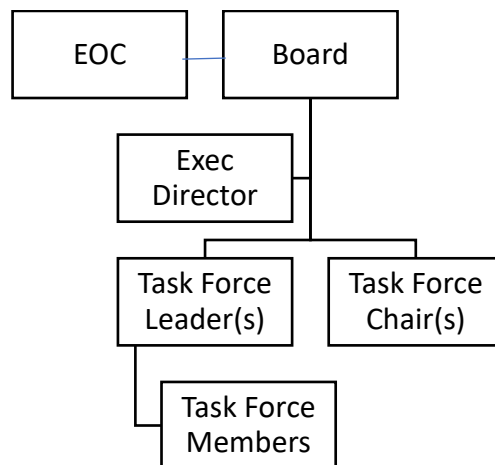 EOC
Board
Exec
Director
Task Force
Leader(s)
Task Force
Chair(s)
Task Force
Members